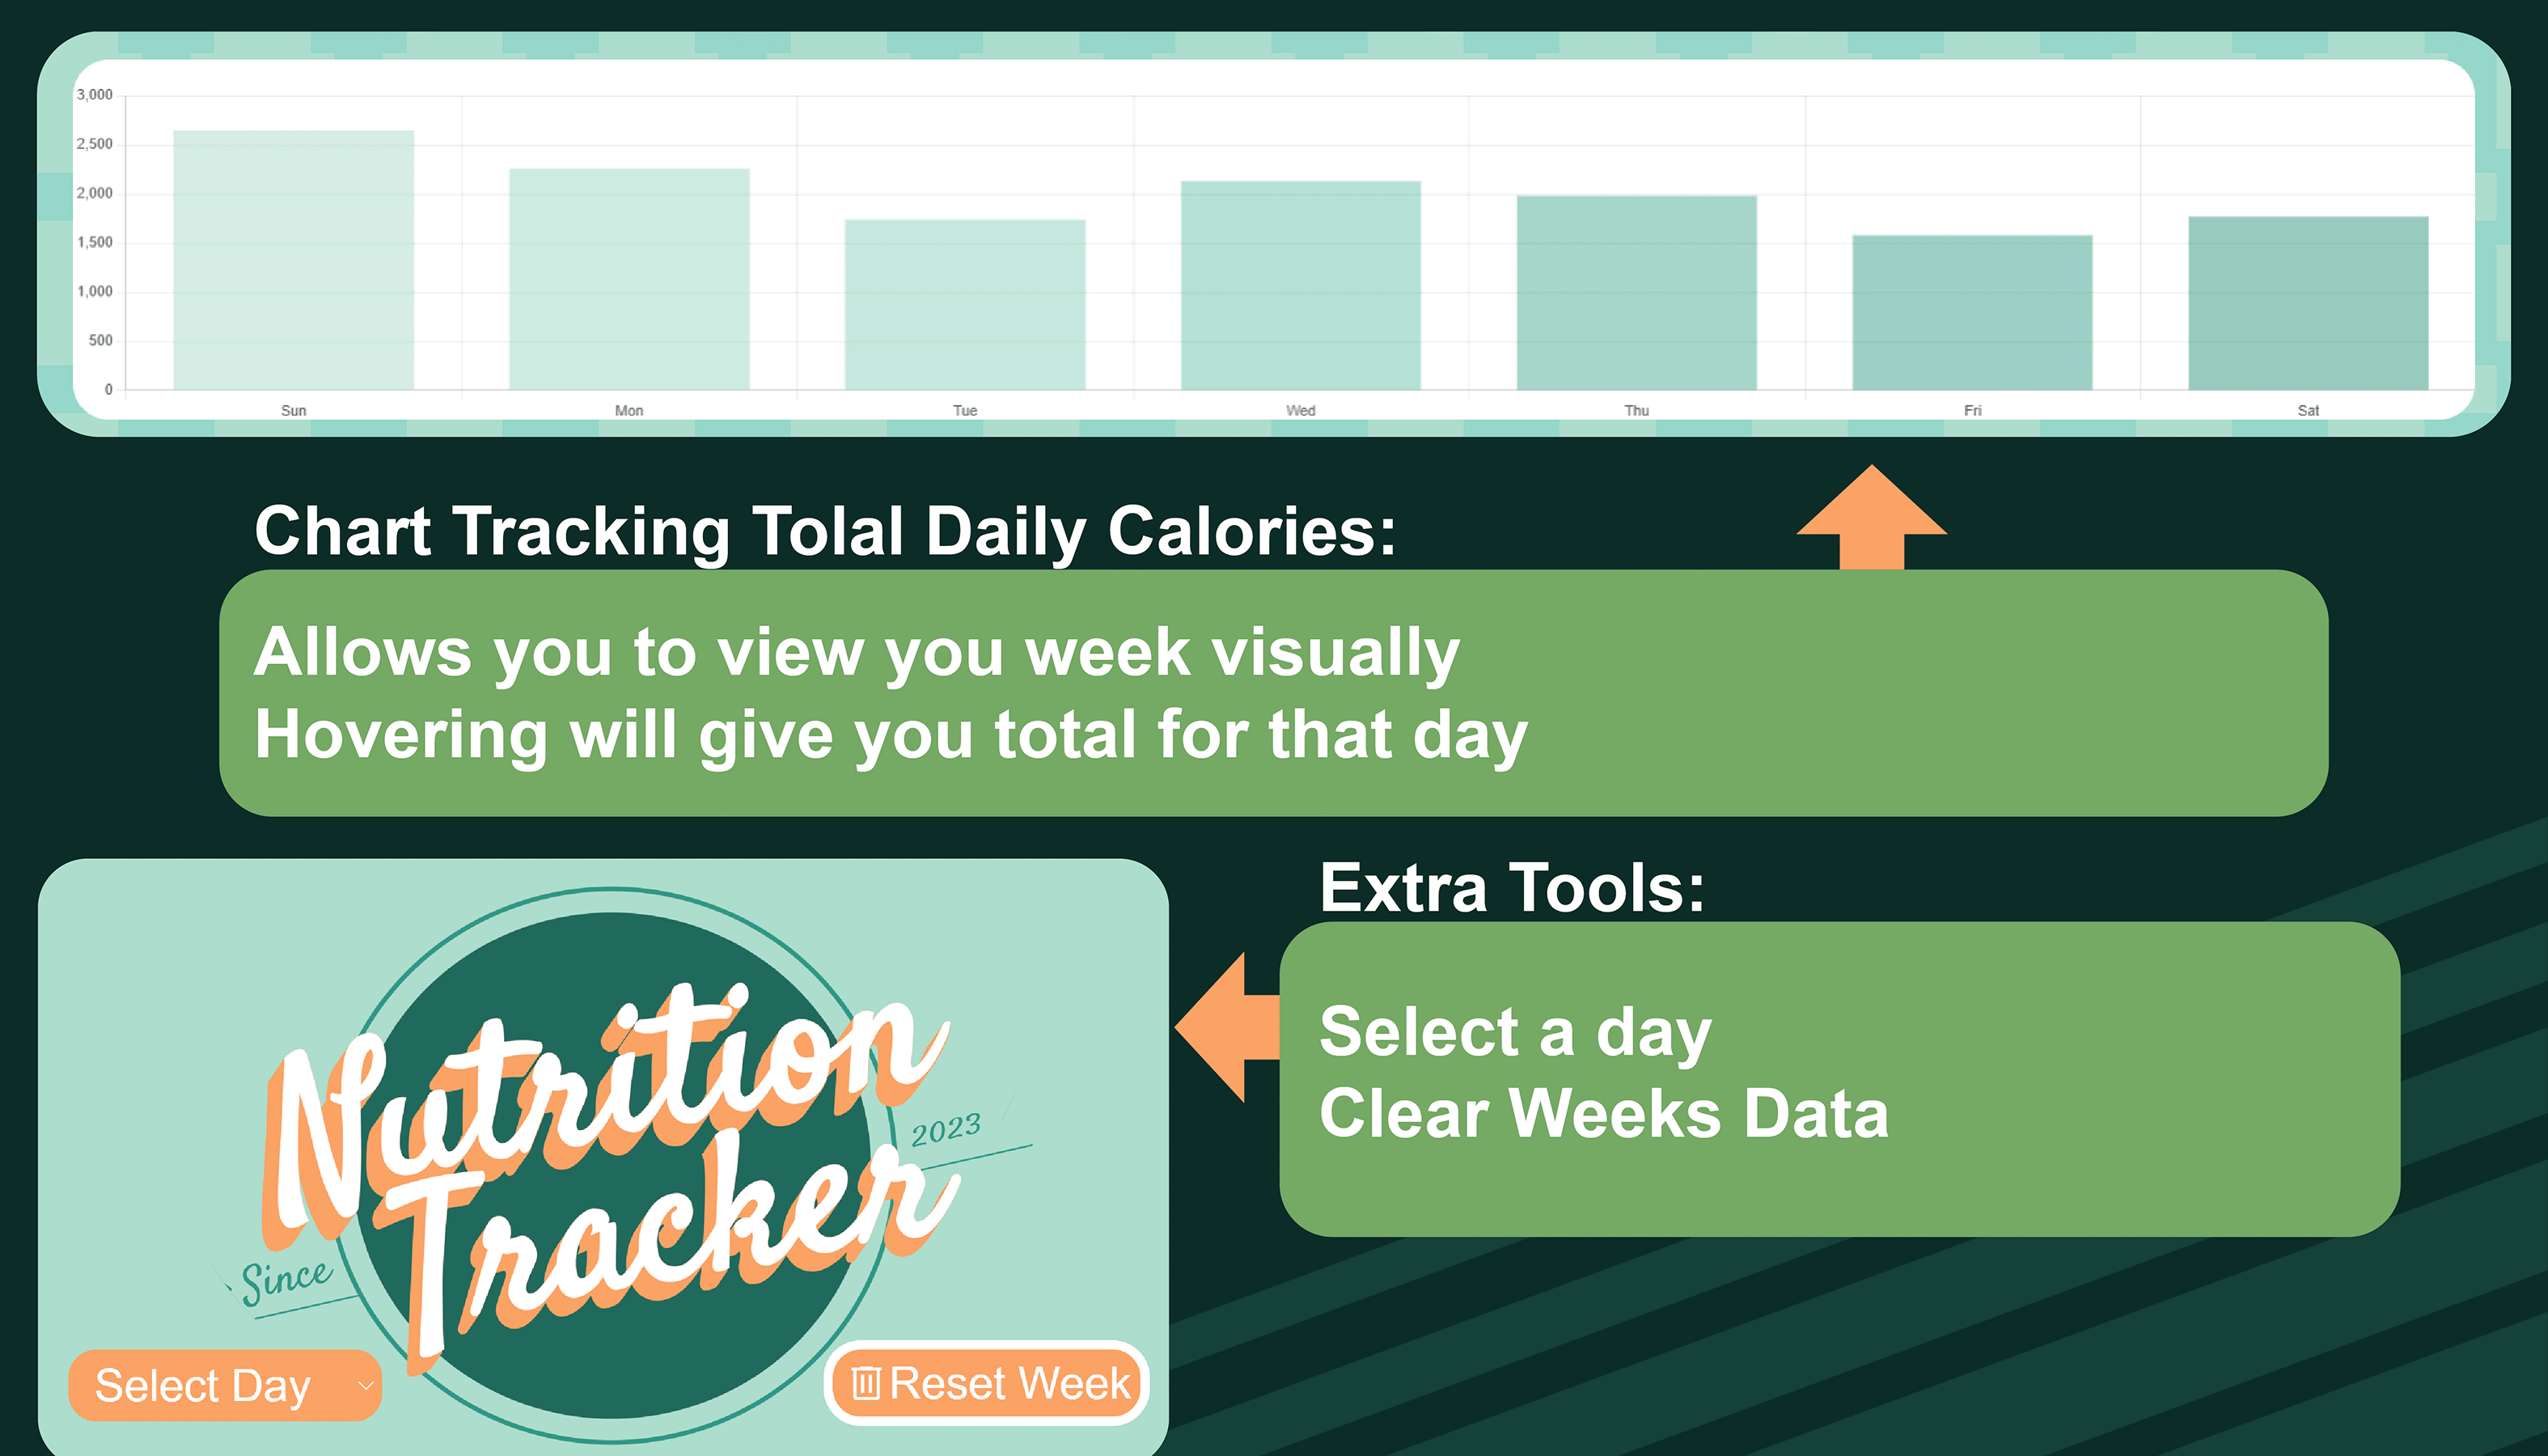 3,000
2,500
2,000
1,500
1,000
500
0
Sun Mon Tue Wed Thu Fri Sat
Chart Tracking Tolal Daily Calories:
Allows you to view you week visually
Hovering will give you total for that day
Extra Tools:
Select a day
Clear Weeks Data
Nutrition
Tracker
2023
Since
Select Day
Reset Week